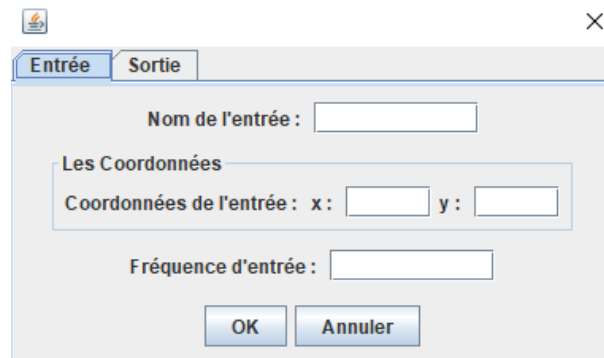 Entrée Sortie
Nom de l'entrée :
Les Coordonnées
Coordonnées de l'entrée : x : y :
Fréquence d'entrée :
OK Annuler